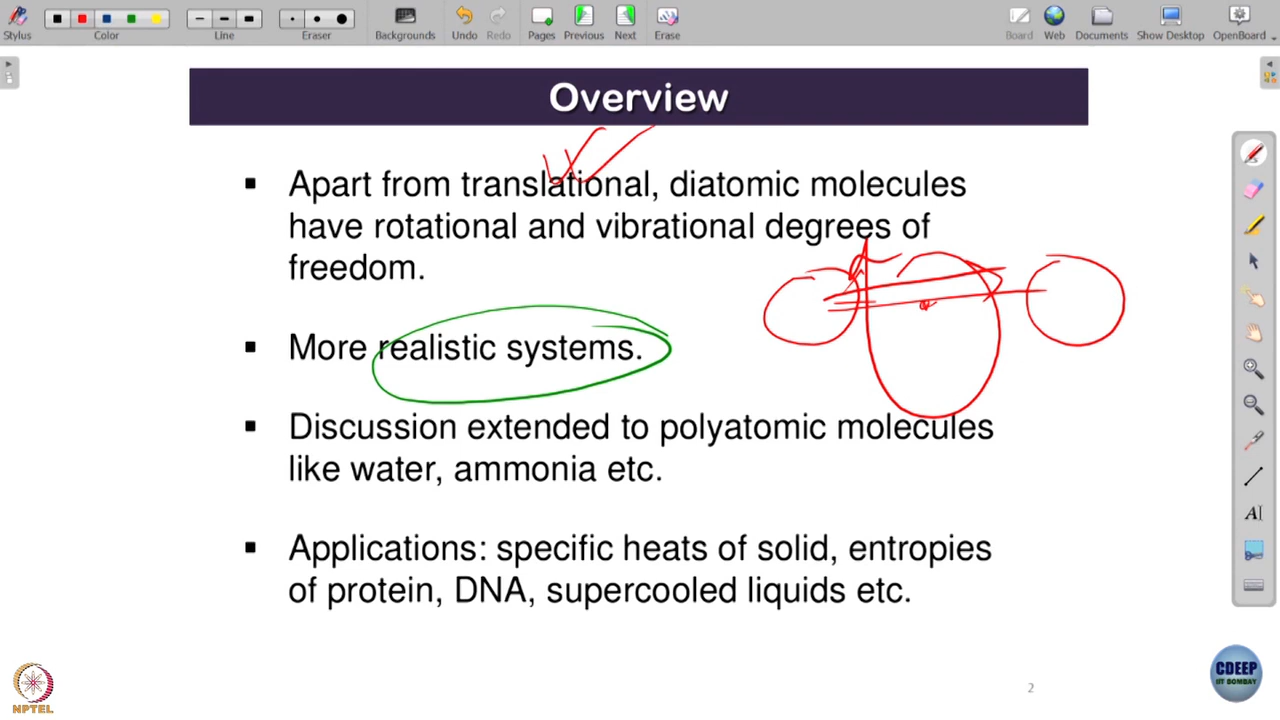 Stylus
Color
Line
Eraser
Backgrounds
Undo
Redo
Pages
Previous
Next
Erase
Board
Web
Documents
Show Desktop
OpenBoard
Overview
Apart from translational, diatomic molecules
have rotational and vibrational degrees of
freedom.
More realistic systems.
Discussion extended to polyatomic molecules
like water, ammonia etc.
Applications: specific heats of solid, entropies
of protein, DNA, supercooled liquids etc.
AI
NPTEL
2
CDEEP
IIT BOMBAY